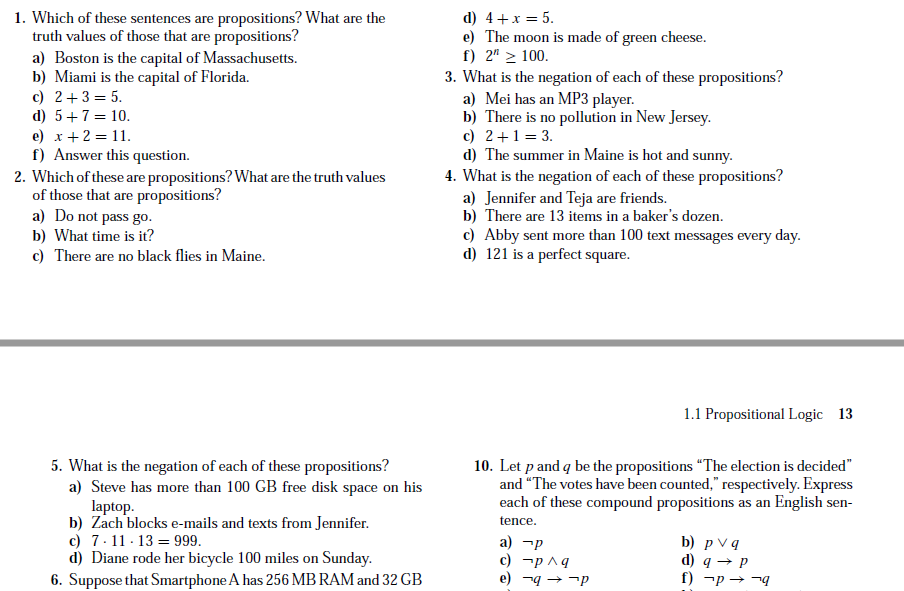 1. Which of these sentences are propositions? What are the
truth values of those that are propositions?
a) Boston is the capital of Massachusetts.
b) Miami is the capital of Florida.
c) 2 + 3 = 5.
d) 5 + 7 = 10.
e) x + 2 = 11.
f) Answer this question.
2. Which of these are propositions? What are the truth values
of those that are propositions?
a) Do not pass go.
b) What time is it?
c) There are no black flies in Maine.
d) 4 + x = 5.
e) The moon is made of green cheese.
f) 2ⁿ ≥ 100.
3. What is the negation of each of these propositions?
a) Mei has an MP3 player.
b) There is no pollution in New Jersey.
c) 2 + 1 = 3.
d) The summer in Maine is hot and sunny.
4. What is the negation of each of these propositions?
a) Jennifer and Teja are friends.
b) There are 13 items in a baker's dozen.
c) Abby sent more than 100 text messages every day.
d) 121 is a perfect square.
1.1 Propositional Logic 13
5. What is the negation of each of these propositions?
a) Steve has more than 100 GB free disk space on his
laptop.
b) Zach blocks e-mails and texts from Jennifer.
c) 7 · 11 · 13 = 999.
d) Diane rode her bicycle 100 miles on Sunday.
6. Suppose that Smartphone A has 256 MB RAM and 32 GB
10. Let p and q be the propositions “The election is decided”
and “The votes have been counted,” respectively. Express
each of these compound propositions as an English sen-
tence.
a) ¬p b) p ∨ q
c) ¬p ∧ q d) q → p
e) ¬q → ¬p f) ¬p → ¬q